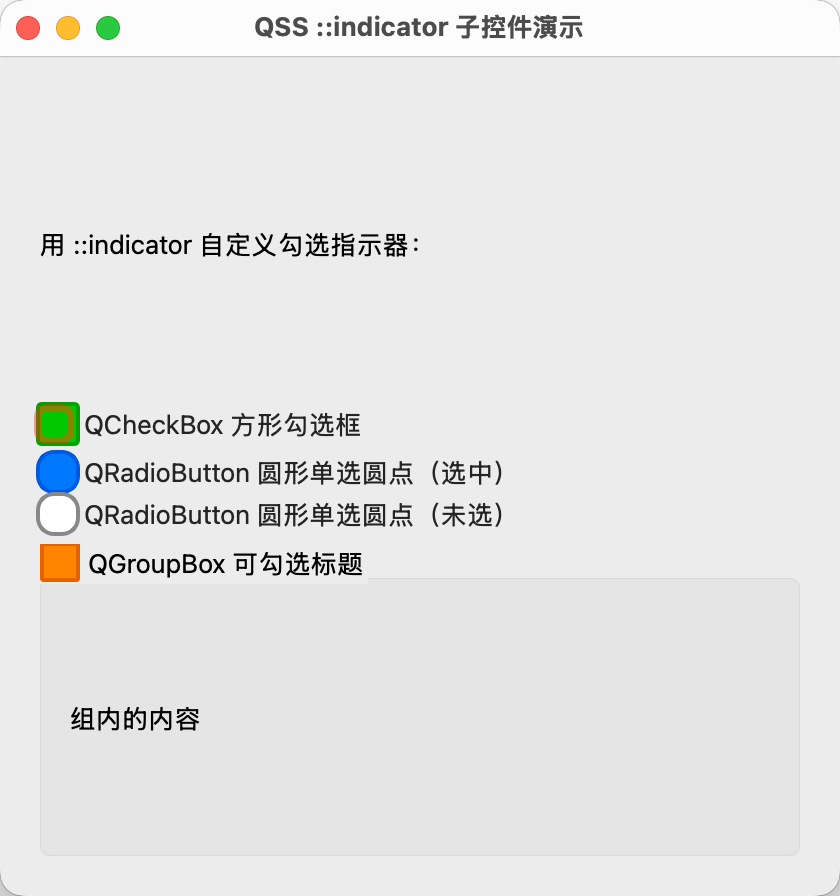 QSS ::indicator 子控件演示
用 ::indicator 自定义勾选指示器：
QCheckBox 方形勾选框
QRadioButton 圆形单选圆点（选中）
QRadioButton 圆形单选圆点（未选）
QGroupBox 可勾选标题
组内的内容